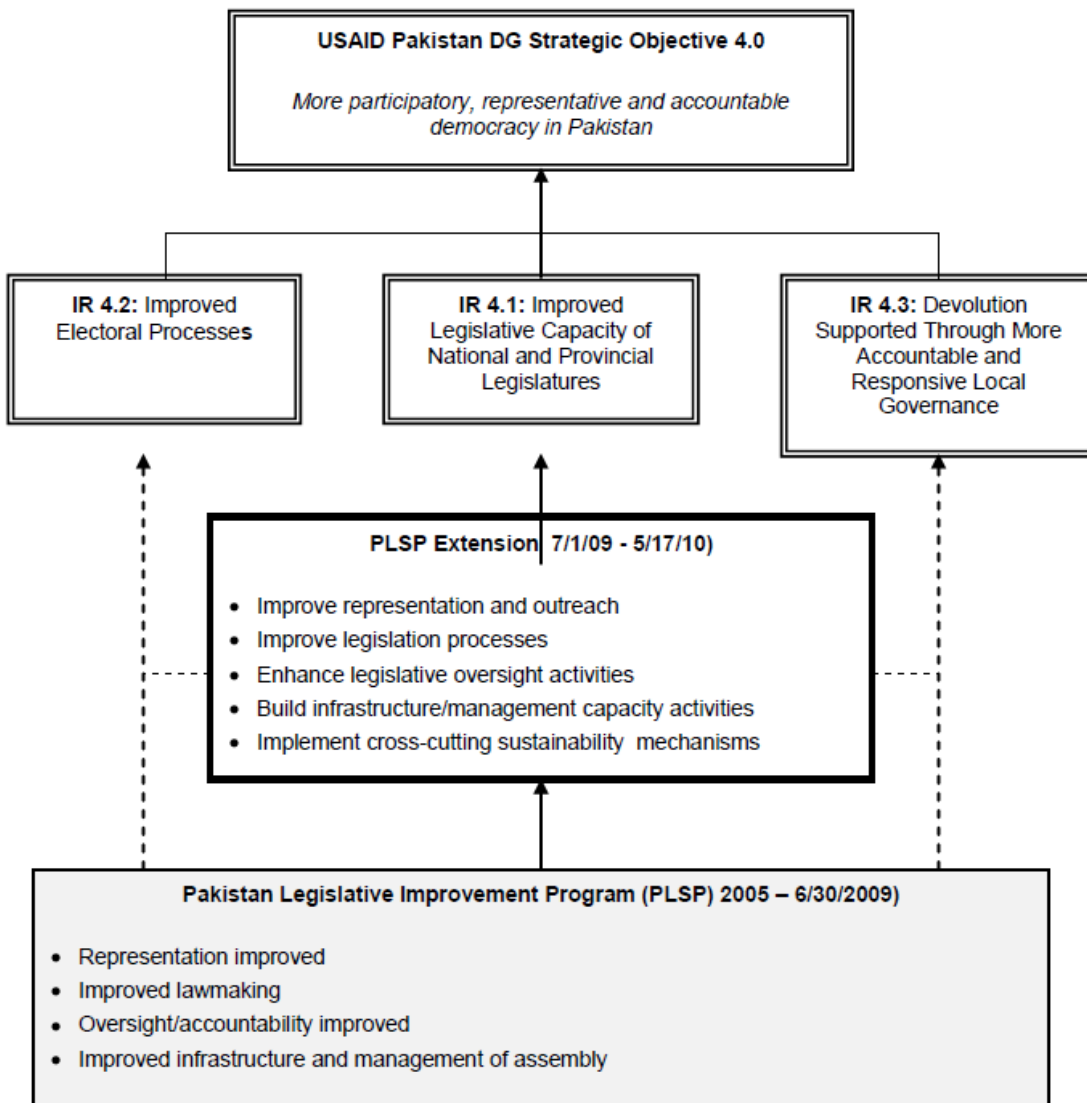 USAID Pakistan DG Strategic Objective 4.0
More participatory, representative and accountable
democracy in Pakistan
IR 4.2: Improved
Electoral Processes
IR 4.1: Improved
Legislative Capacity of
National and Provincial
Legislatures
IR 4.3: Devolution
Supported Through More
Accountable and
Responsive Local
Governance
PLSP Extension 7/1/09 - 5/17/10)
• Improve representation and outreach
• Improve legislation processes
• Enhance legislative oversight activities
• Build infrastructure/management capacity activities
• Implement cross-cutting sustainability mechanisms
Pakistan Legislative Improvement Program (PLSP) 2005 – 6/30/2009)
• Representation improved
• Improved lawmaking
• Oversight/accountability improved
• Improved infrastructure and management of assembly